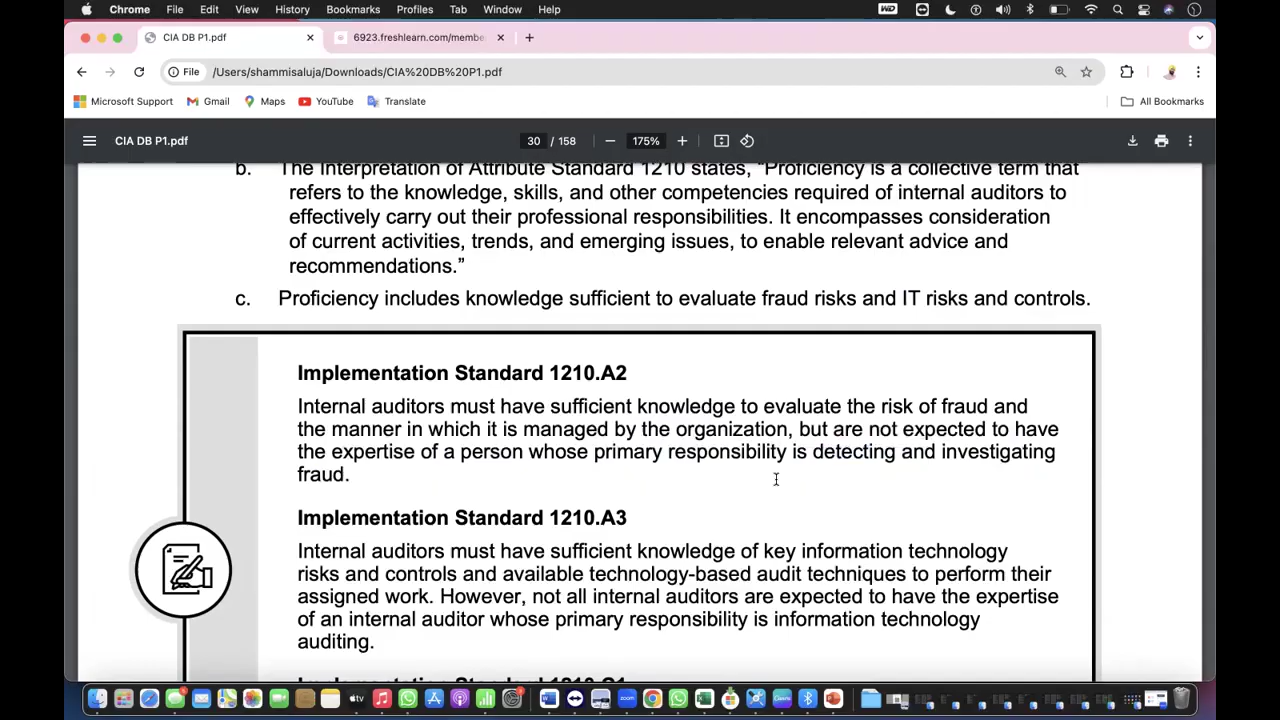 Chrome File Edit View History Bookmarks Profiles Tab Window Help
CIA DB P1.pdf
6923.freshlearn.com/membe
File /Users/shammisaluja/Downloads/CIA%20DB%20P1.pdf
Microsoft Support Gmail Maps YouTube Translate All Bookmarks
CIA DB P1.pdf 30 / 158 175%
b. The Interpretation of Attribute Standard 1210 states, “Proficiency is a collective term that
refers to the knowledge, skills, and other competencies required of internal auditors to
effectively carry out their professional responsibilities. It encompasses consideration
of current activities, trends, and emerging issues, to enable relevant advice and
recommendations.”
c. Proficiency includes knowledge sufficient to evaluate fraud risks and IT risks and controls.
Implementation Standard 1210.A2
Internal auditors must have sufficient knowledge to evaluate the risk of fraud and
the manner in which it is managed by the organization, but are not expected to have
the expertise of a person whose primary responsibility is detecting and investigating
fraud.
Implementation Standard 1210.A3
Internal auditors must have sufficient knowledge of key information technology
risks and controls and available technology-based audit techniques to perform their
assigned work. However, not all internal auditors are expected to have the expertise
of an internal auditor whose primary responsibility is information technology
auditing.